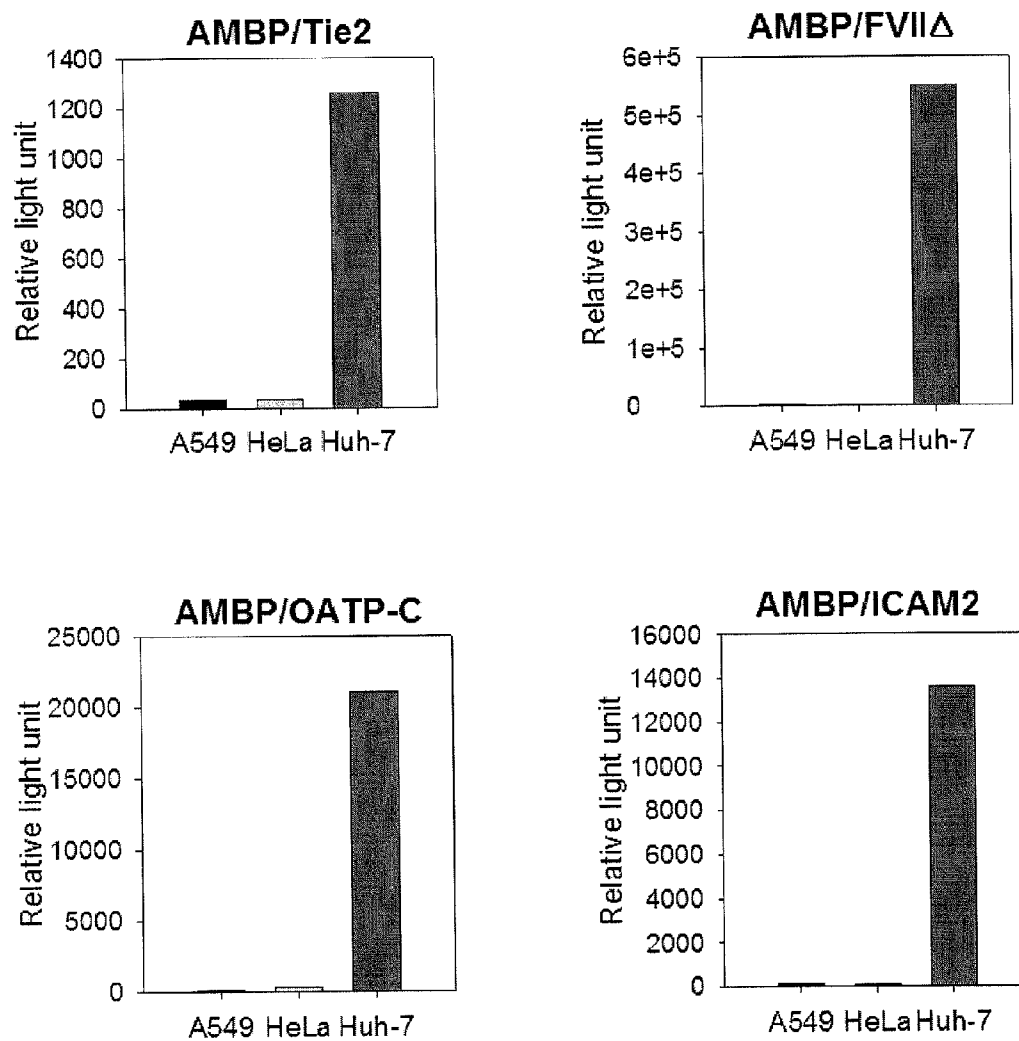 AMBP/Tie2
Relative light unit
1400
1200
1000
800
600
400
200
0
A549 HeLa Huh-7
AMBP/FVIIΔ
Relative light unit
6e+5
5e+5
4e+5
3e+5
2e+5
1e+5
0
A549 HeLa Huh-7
AMBP/OATP-C
Relative light unit
25000
20000
15000
10000
5000
0
A549 HeLa Huh-7
AMBP/ICAM2
Relative light unit
16000
14000
12000
10000
8000
6000
4000
2000
0
A549 HeLa Huh-7